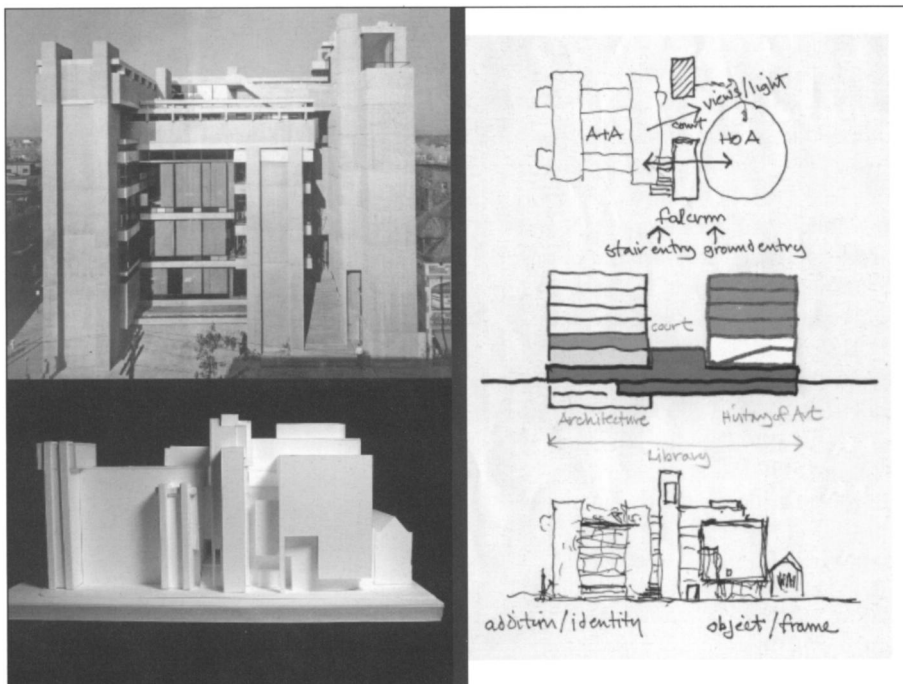 views/light
court
A+A
HOA
fulcrum
stair entry ground entry
court
Architecture
History of Art
Library
addition/identity
object/frame